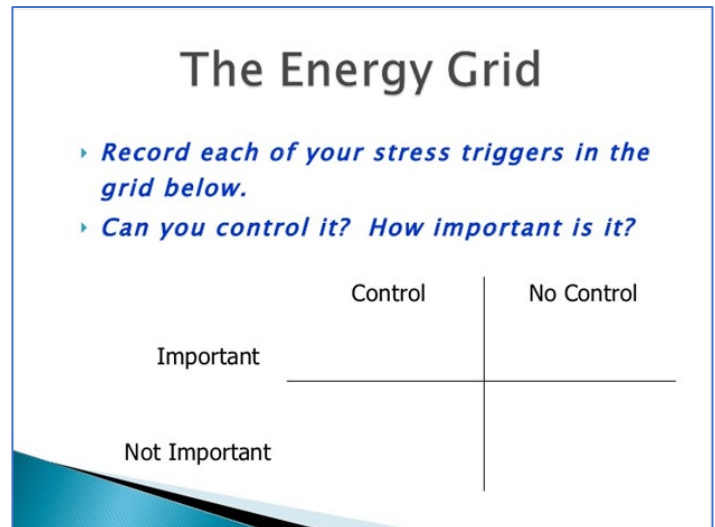 The Energy Grid
Record each of your stress triggers in the
grid below.
Can you control it? How important is it?
Control No Control
Important
Not Important